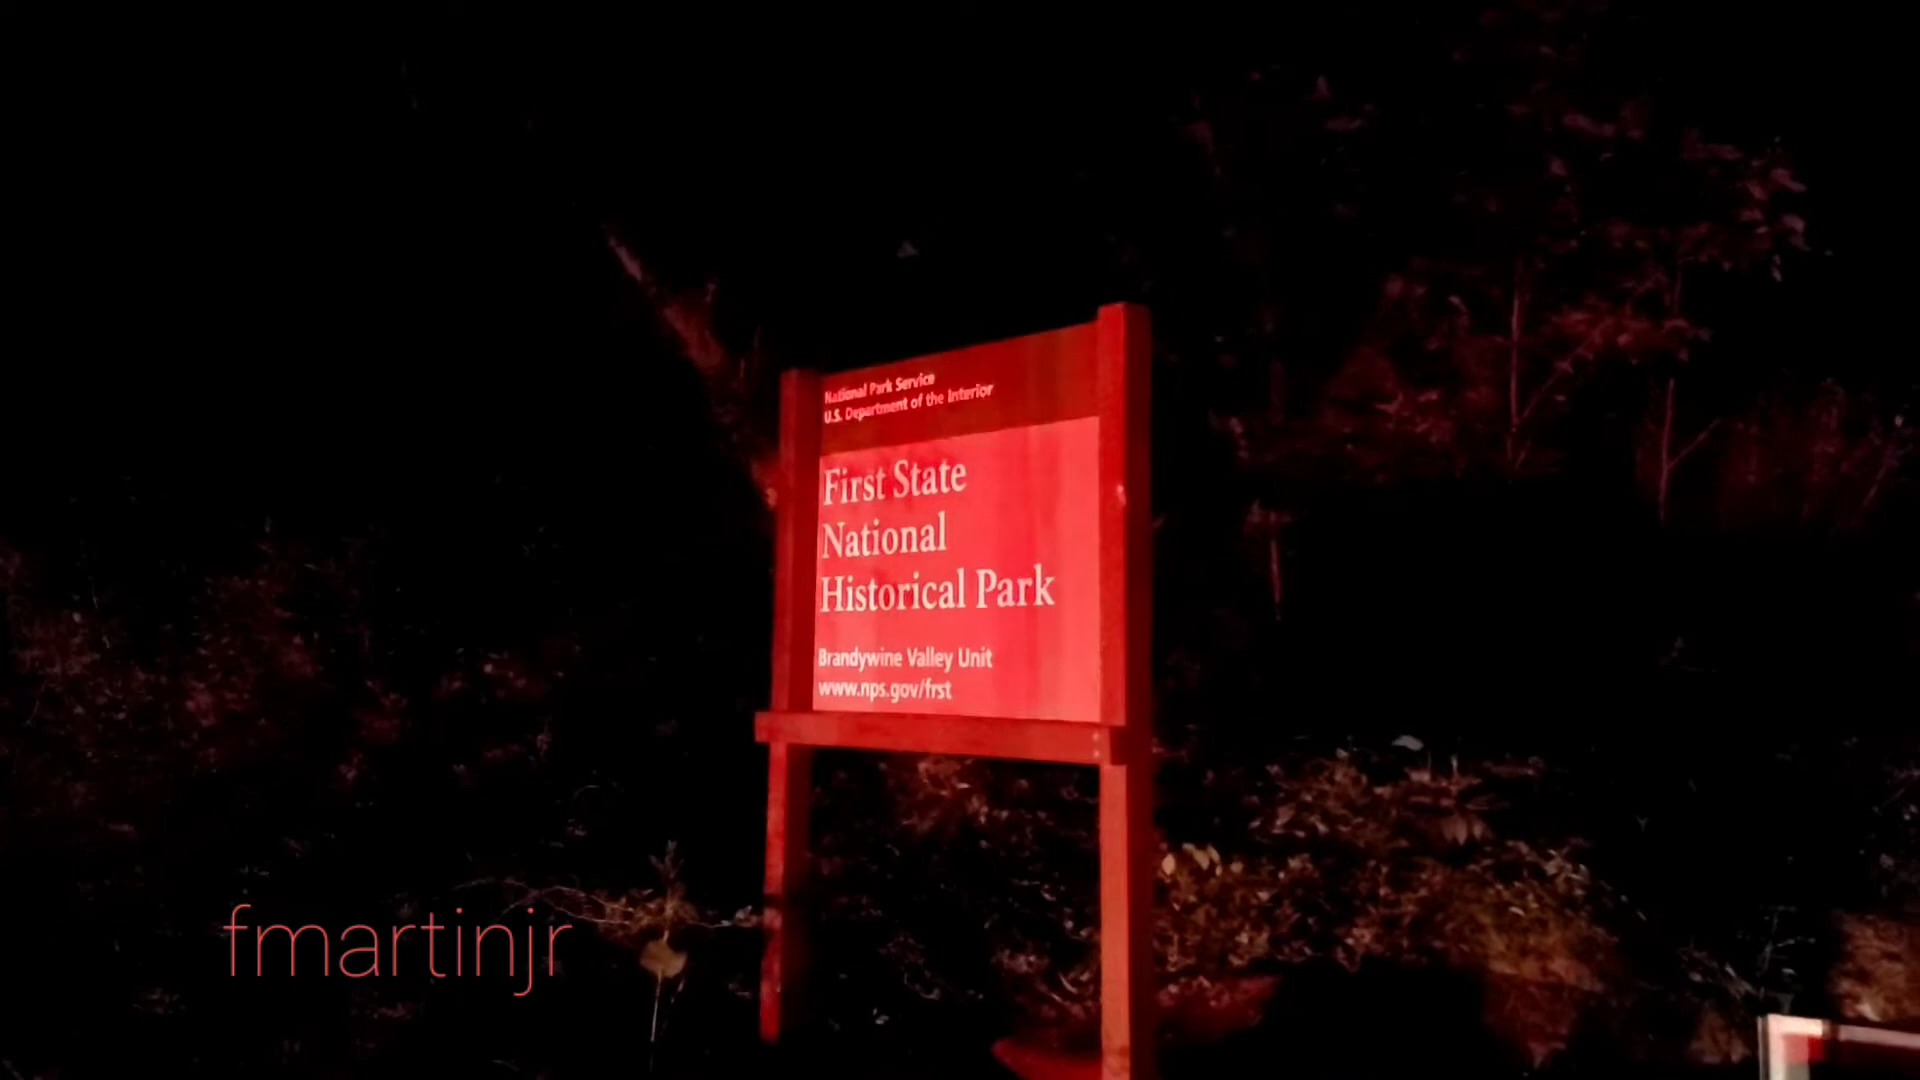 National Park Service
U.S. Department of the Interior
First State
National
Historical Park
Brandywine Valley Unit
www.nps.gov/frst
fmartinjr